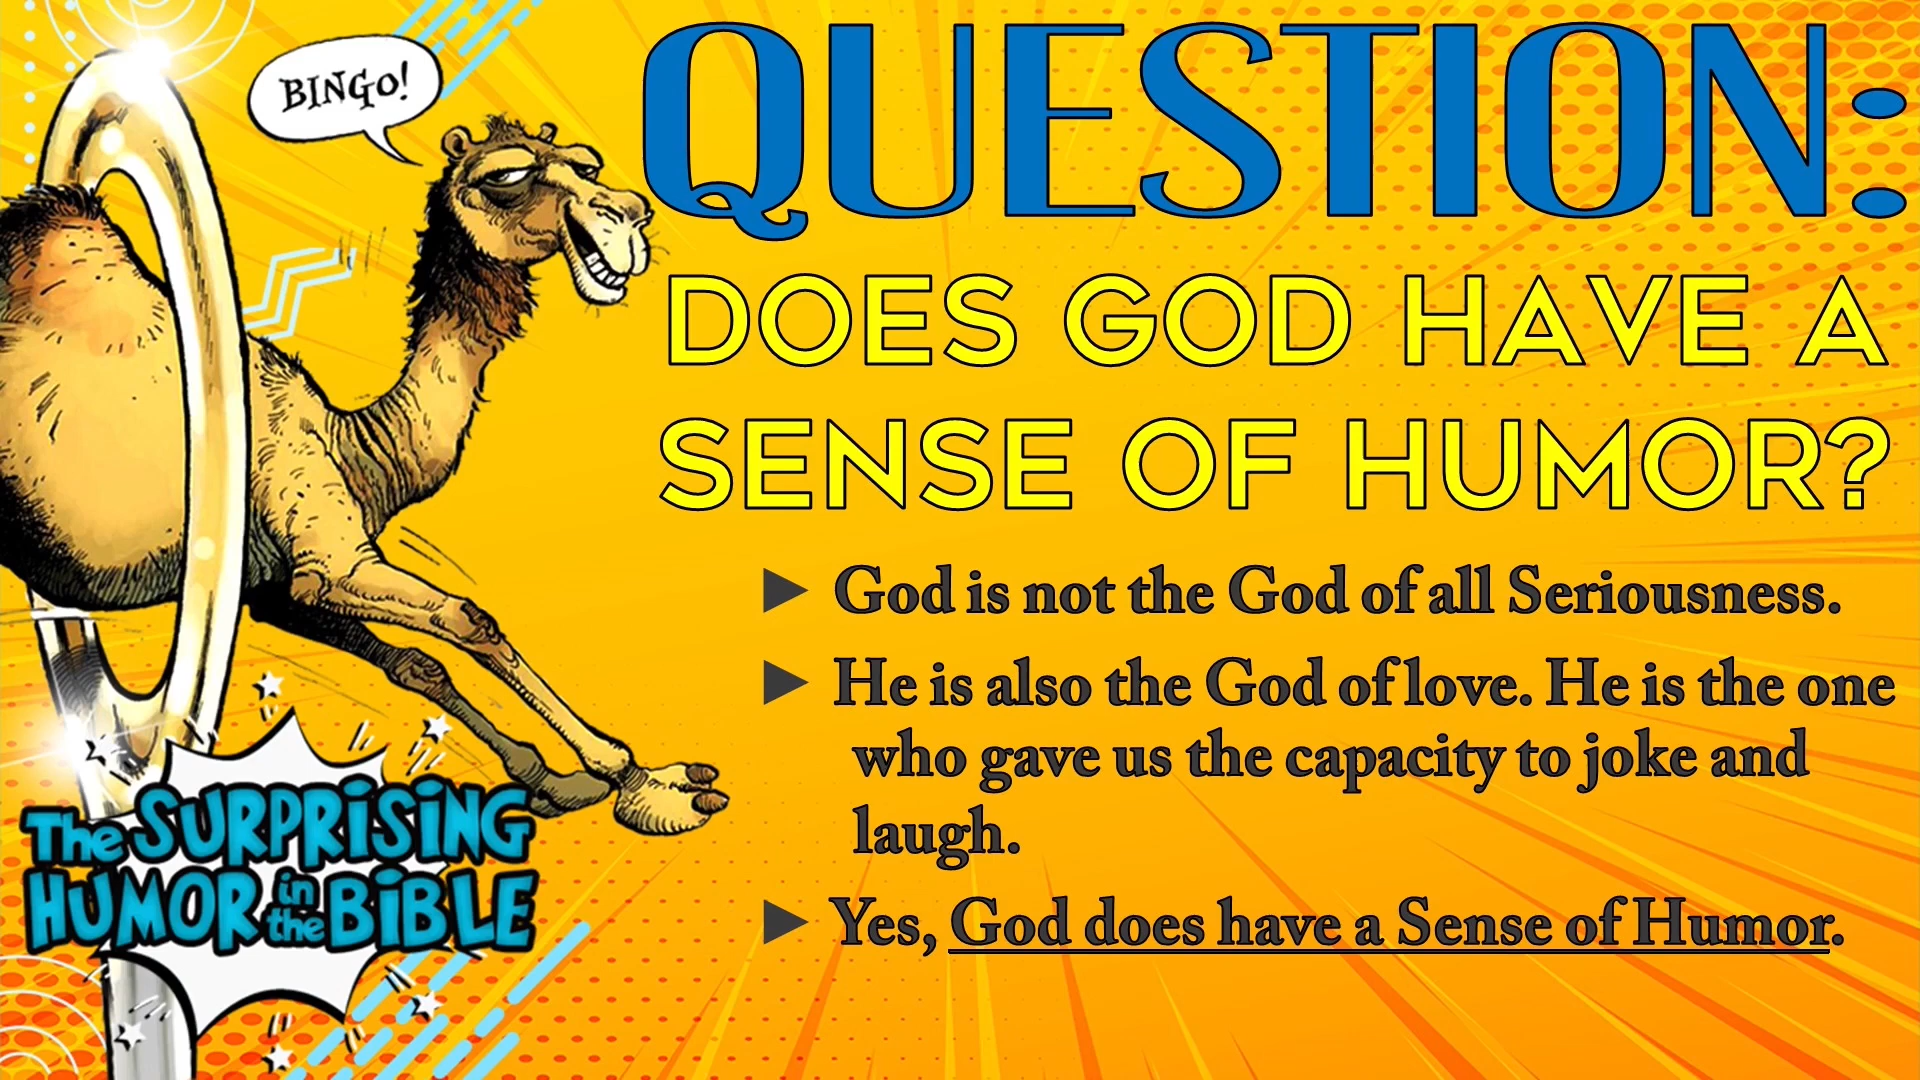 BINGO!
QUESTION:
DOES GOD HAVE A
SENSE OF HUMOR?
► God is not the God of all Seriousness.
► He is also the God of love. He is the one
who gave us the capacity to joke and
laugh.
► Yes, God does have a Sense of Humor.
The SURPRISING
HUMOR in the BIBLE